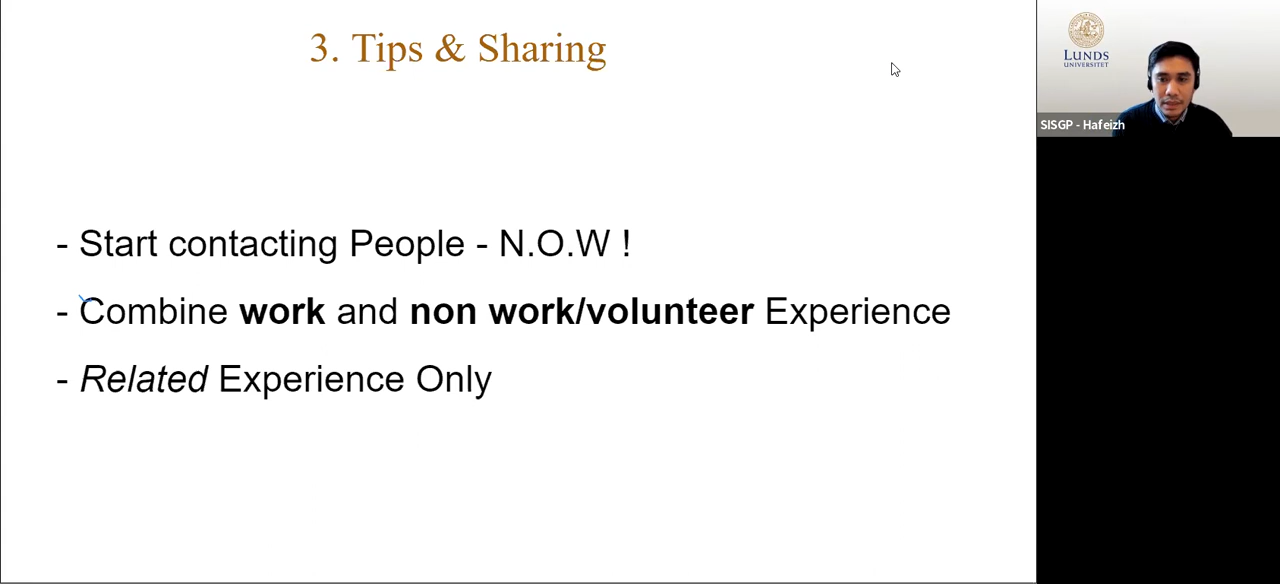 3. Tips & Sharing
- Start contacting People - N.O.W !
- Combine work and non work/volunteer Experience
- Related Experience Only
LUNDS
UNIVERSITET
SISGP - Hafeizh